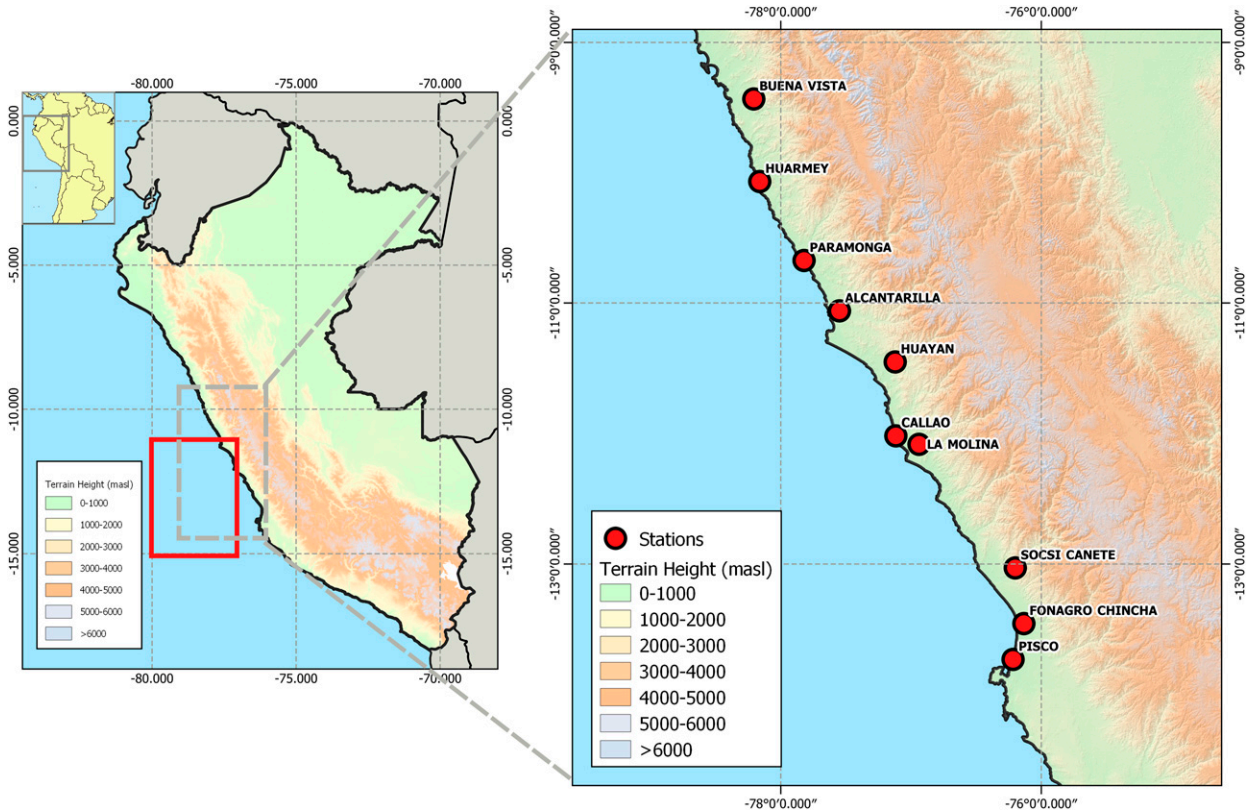 -80.000
-75.000
-70.000
0.000
0.000
-5.000
-5.000
-10.000
-10.000
-15.000
-15.000
Terrain Height (masl)
0-1000
1000-2000
2000-3000
3000-4000
4000-5000
5000-6000
>6000
-80.000
-75.000
-70.000
-78°0'0.000"
-76°0'0.000"
-9°0'0.000"
-9°0'0.000"
BUENA VISTA
HUARMEY
PARAMONGA
ALCANTARILLA
-11°0'0.000"
-11°0'0.000"
HUAYAN
CALLAO
LA MOLINA
SOCSI CANETE
-13°0'0.000"
-13°0'0.000"
FONAGRO CHINCHA
PISCO
Stations
Terrain Height (masl)
0-1000
1000-2000
2000-3000
3000-4000
4000-5000
5000-6000
>6000
-78°0'0.000"
-76°0'0.000"